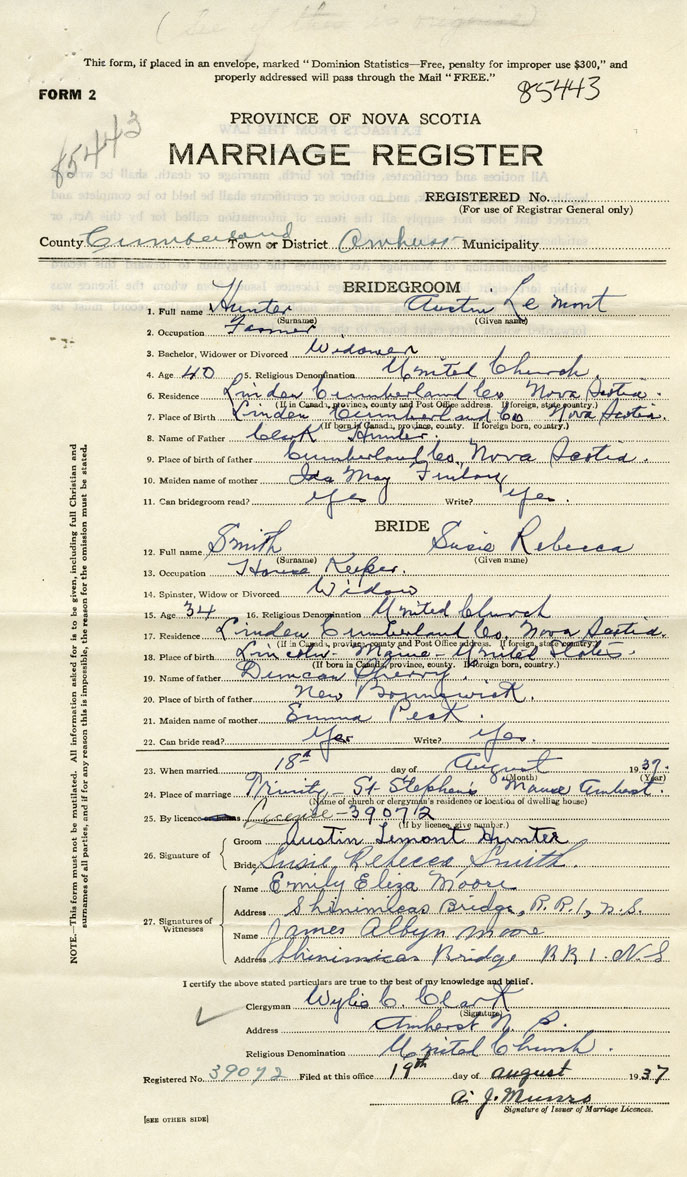 (See if this is original)
This form, if placed in an envelope, marked "Dominion Statistics—Free, penalty for improper use $300," and
properly addressed will pass through the Mail "FREE."
FORM 2
85443
85443
PROVINCE OF NOVA SCOTIA
MARRIAGE REGISTER
REGISTERED No.
(For use of Registrar General only)
County Cumberland Town or District Amherst Municipality
BRIDEGROOM
1. Full name Hunter Austin Le mont
(Surname) (Given name)
2. Occupation Farmer
3. Bachelor, Widower or Divorced Widower
4. Age 40 5. Religious Denomination United Church.
6. Residence Linden Cumberland Co. Nova Scotia.
(If in Canada, province, county and Post Office address. If foreign, state country.)
7. Place of Birth Linden Cumberland Co Nova Scotia.
(If born in Canada, province, county. If foreign born, country.)
8. Name of Father Clark Hunter.
9. Place of birth of father Cumberland Co., Nova Scotia.
10. Maiden name of mother Ida May Finlay
11. Can bridegroom read? Yes Write? Yes.
BRIDE
12. Full name Smith Susie Rebecca
(Surname) (Given name)
13. Occupation House Keeper.
14. Spinster, Widow or Divorced Widow
15. Age 34 16. Religious Denomination United Church
17. Residence Linden Cumberland Co. Nova Scotia.
(If in Canada, province, county and Post Office address. If foreign, state country.)
18. Place of birth Lincoln - Maine - United States.
(If born in Canada, province, county. If foreign born, country.)
19. Name of father Duncan Cherry.
20. Place of birth of father New Bornnswick.
21. Maiden name of mother Emma Peck.
22. Can bride read? Yes Write? Yes.
23. When married 18th day of August 1937.
(Month) (Year)
24. Place of marriage Trinity - St Stephen's Manse Amherst.
(Name of church or clergyman's residence or location of dwelling house)
25. By licence License - 39072
(If by licence, give number.)
26. Signature of
Groom Austin Lemont Hunter
Bride Susie Rebecca Smith.
27. Signatures of Witnesses
Name Emily Eliza Moore
Address Shinimicas Bridge, R.R.1, N.S.
Name James Albyn Moore
Address Shinimicas Bridge RR 1. N.S
I certify the above stated particulars are true to the best of my knowledge and belief.
Clergyman Wylie C. Clark
(Signature)
Address Amherst N. S.
Religious Denomination United Church.
Registered No. 39072 Filed at this office 19th day of august 1937
A. J. Munro
Signature of Issuer of Marriage Licences.
[SEE OTHER SIDE]
NOTE.—This form must not be mutilated. All information asked for is to be given, including full Christian and
surnames of all parties, and if for any reason this is impossible, the reason for the omission must be stated.